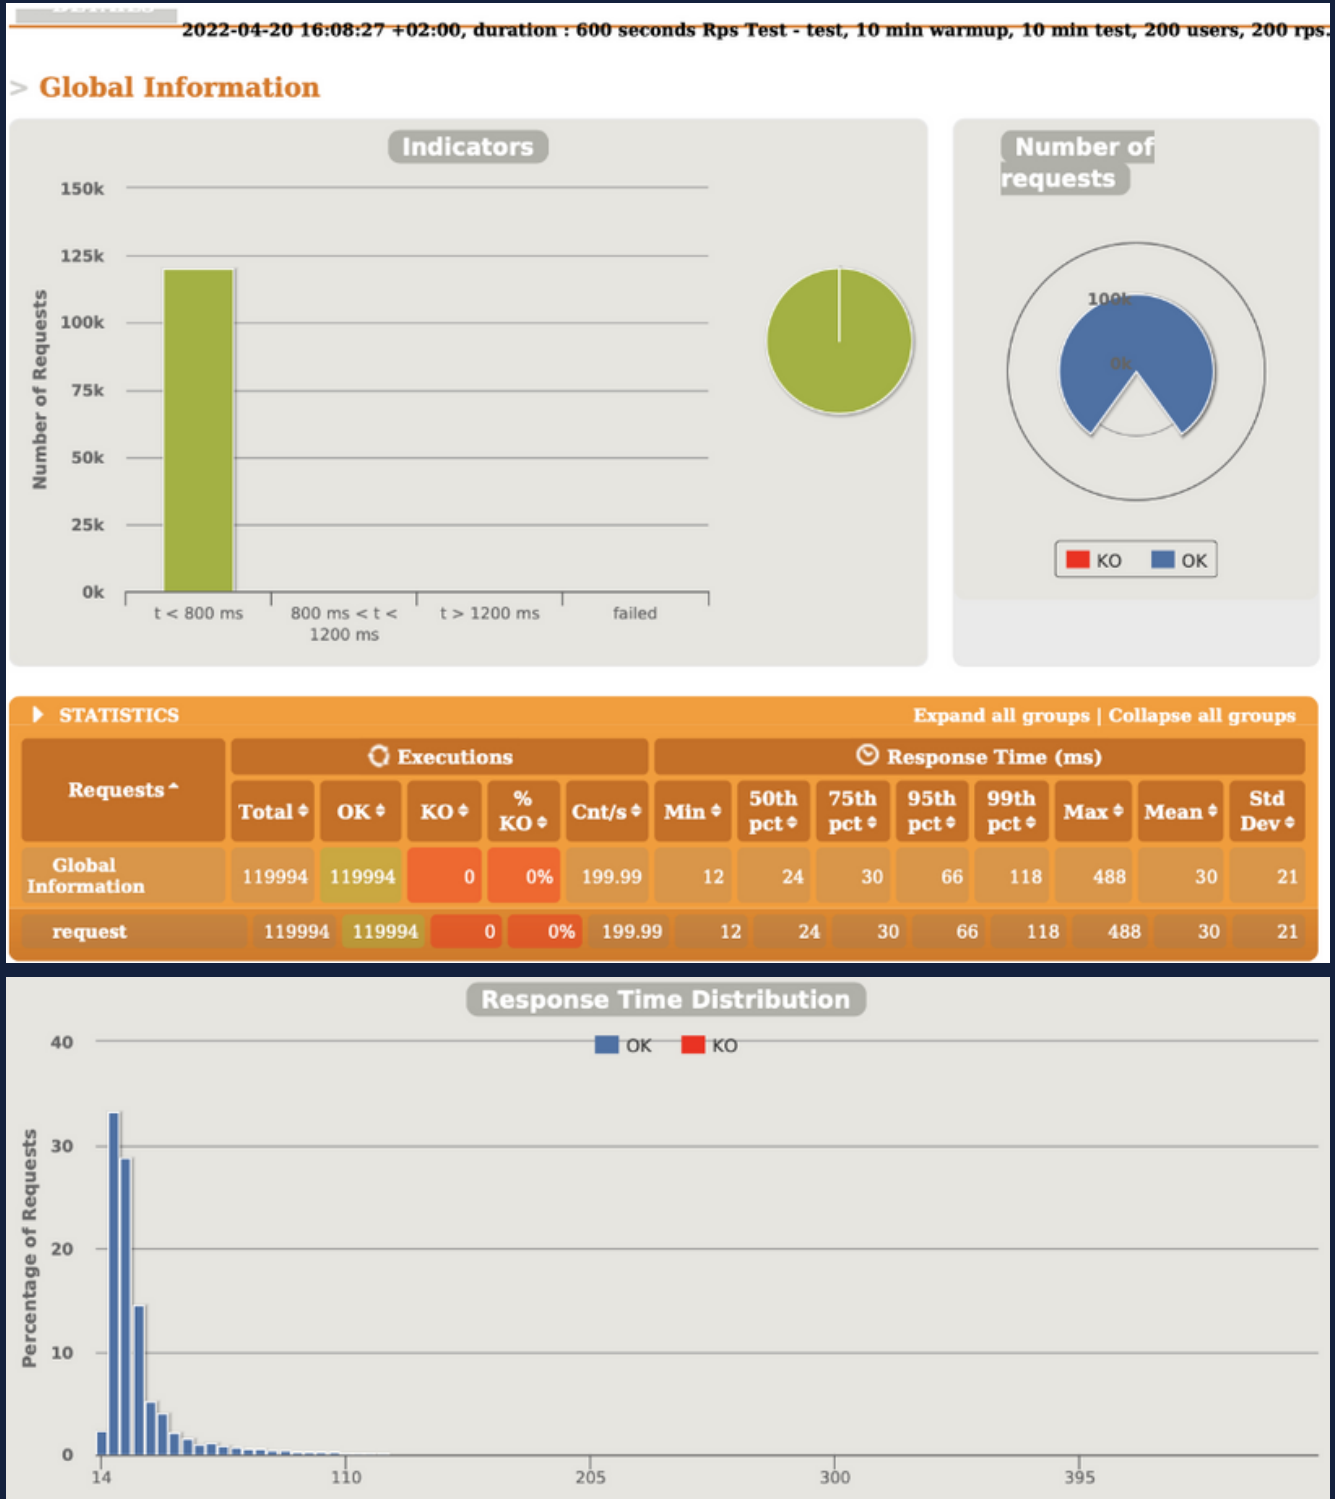 2022-04-20 16:08:27 +02:00, duration : 600 seconds Rps Test - test, 10 min warmup, 10 min test, 200 users, 200 rps.
> Global Information
Indicators
150k
125k
100k
75k
50k
25k
0k
Number of Requests
t < 800 ms
800 ms < t <
1200 ms
t > 1200 ms
failed
Number of
requests
100k
0k
KO OK
STATISTICS Expand all groups | Collapse all groups
Requests
Executions
Response Time (ms)
Total OK KO % KO Cnt/s Min 50th pct 75th pct 95th pct 99th pct Max Mean Std Dev
Global
Information
119994 119994 0 0% 199.99 12 24 30 66 118 488 30 21
request 119994 119994 0 0% 199.99 12 24 30 66 118 488 30 21
Response Time Distribution
OK KO
40
30
20
10
0
Percentage of Requests
14 110 205 300 395